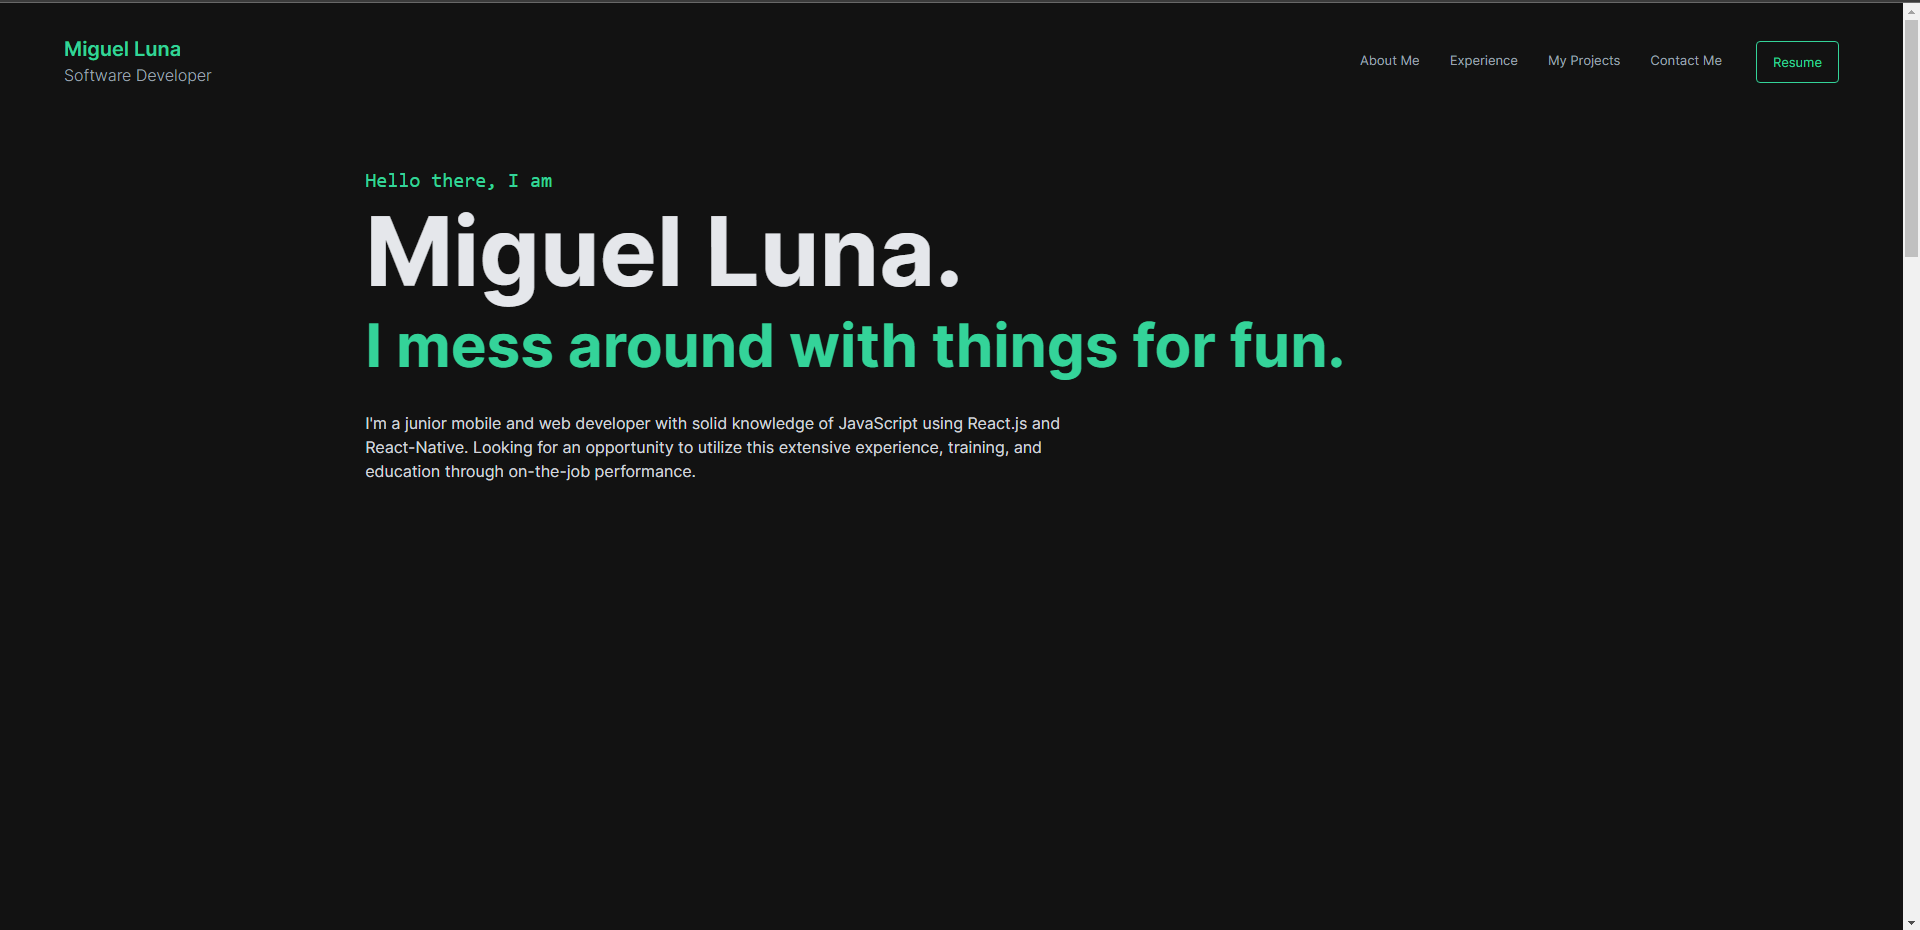 Miguel Luna
Software Developer
About Me
Experience
My Projects
Contact Me
Resume
Hello there, I am
Miguel Luna.
I mess around with things for fun.
I'm a junior mobile and web developer with solid knowledge of JavaScript using React.js and
React-Native. Looking for an opportunity to utilize this extensive experience, training, and
education through on-the-job performance.